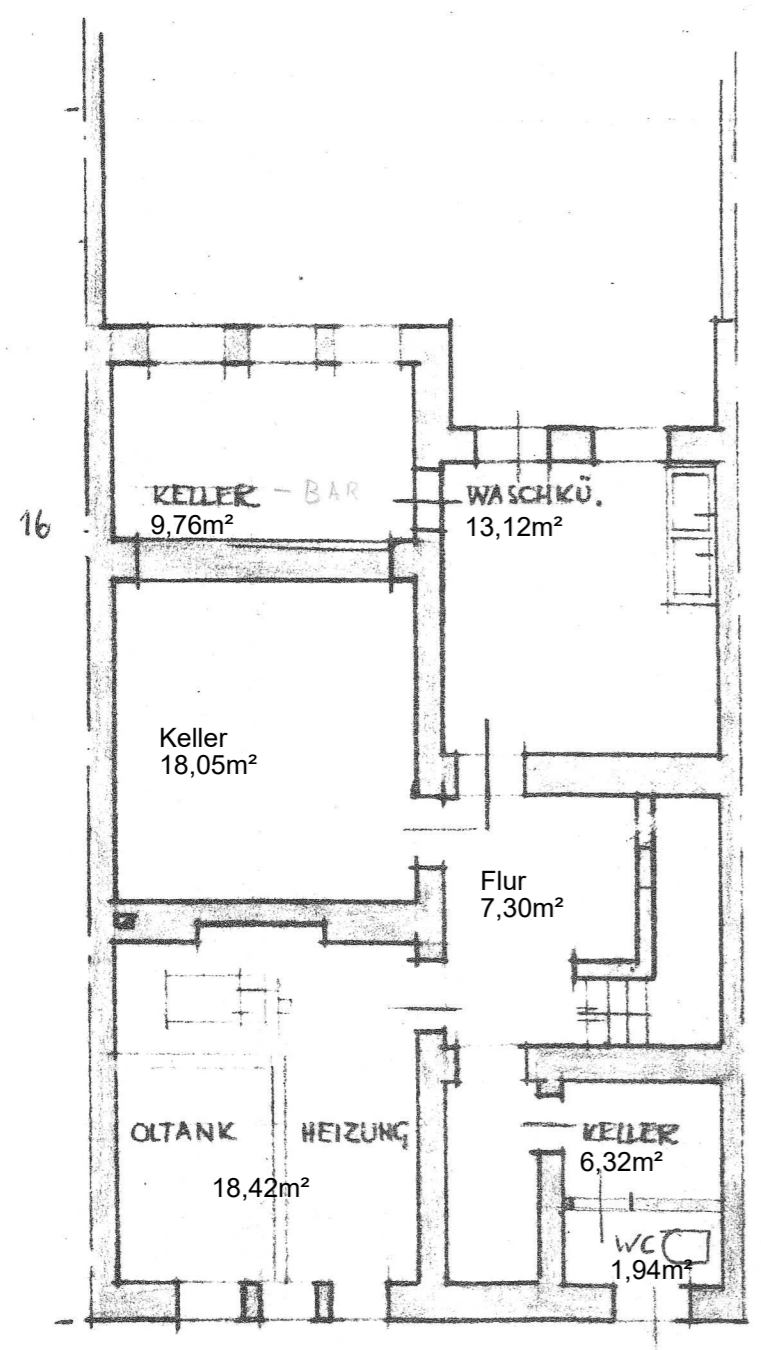 KELLER - BAR
9,76m²
WASCHKÜ.
13,12m²
16
Keller
18,05m²
Flur
7,30m²
OLTANK
HEIZUNG
18,42m²
KELLER
6,32m²
WC
1,94m²